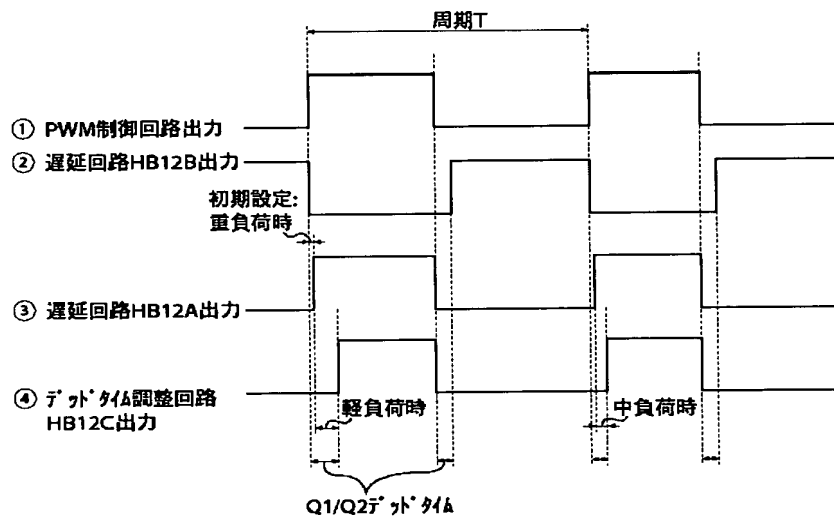 周期T
① PWM制御回路出力
② 遅延回路HB12B出力
初期設定:
重負荷時
③ 遅延回路HB12A出力
④ デッドタイム調整回路
HB12C出力
軽負荷時
中負荷時
Q1/Q2デッドタイム